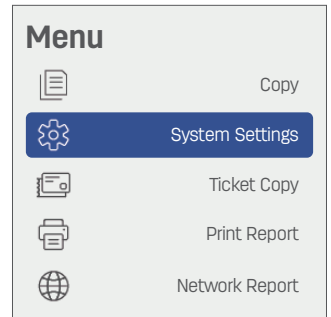 Menu
Copy
System Settings
Ticket Copy
Print Report
Network Report